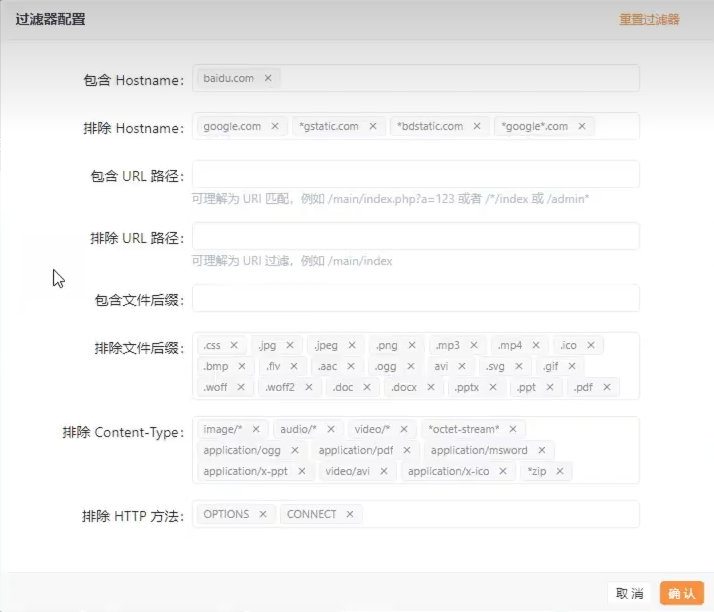 过滤器配置 重置过滤器
包含 Hostname: baidu.com ×
排除 Hostname: google.com × *gstatic.com × *bdstatic.com × *google*.com ×
包含 URL 路径:
可理解为 URI 匹配，例如 /main/index.php?a=123 或者 /*/index 或 /admin*
排除 URL 路径:
可理解为 URI 过滤，例如 /main/index
包含文件后缀:
排除文件后缀: .css × .jpg × .jpeg × .png × .mp3 × .mp4 × .ico ×
.bmp × .flv × .aac × .ogg × avi × .svg × .gif ×
.woff × .woff2 × .doc × .docx × .pptx × .ppt × .pdf ×
排除 Content-Type: image/* × audio/* × video/* × *octet-stream* ×
application/ogg × application/pdf × application/msword ×
application/x-ppt × video/avi × application/x-ico × *zip ×
排除 HTTP 方法: OPTIONS × CONNECT ×
取消 确认